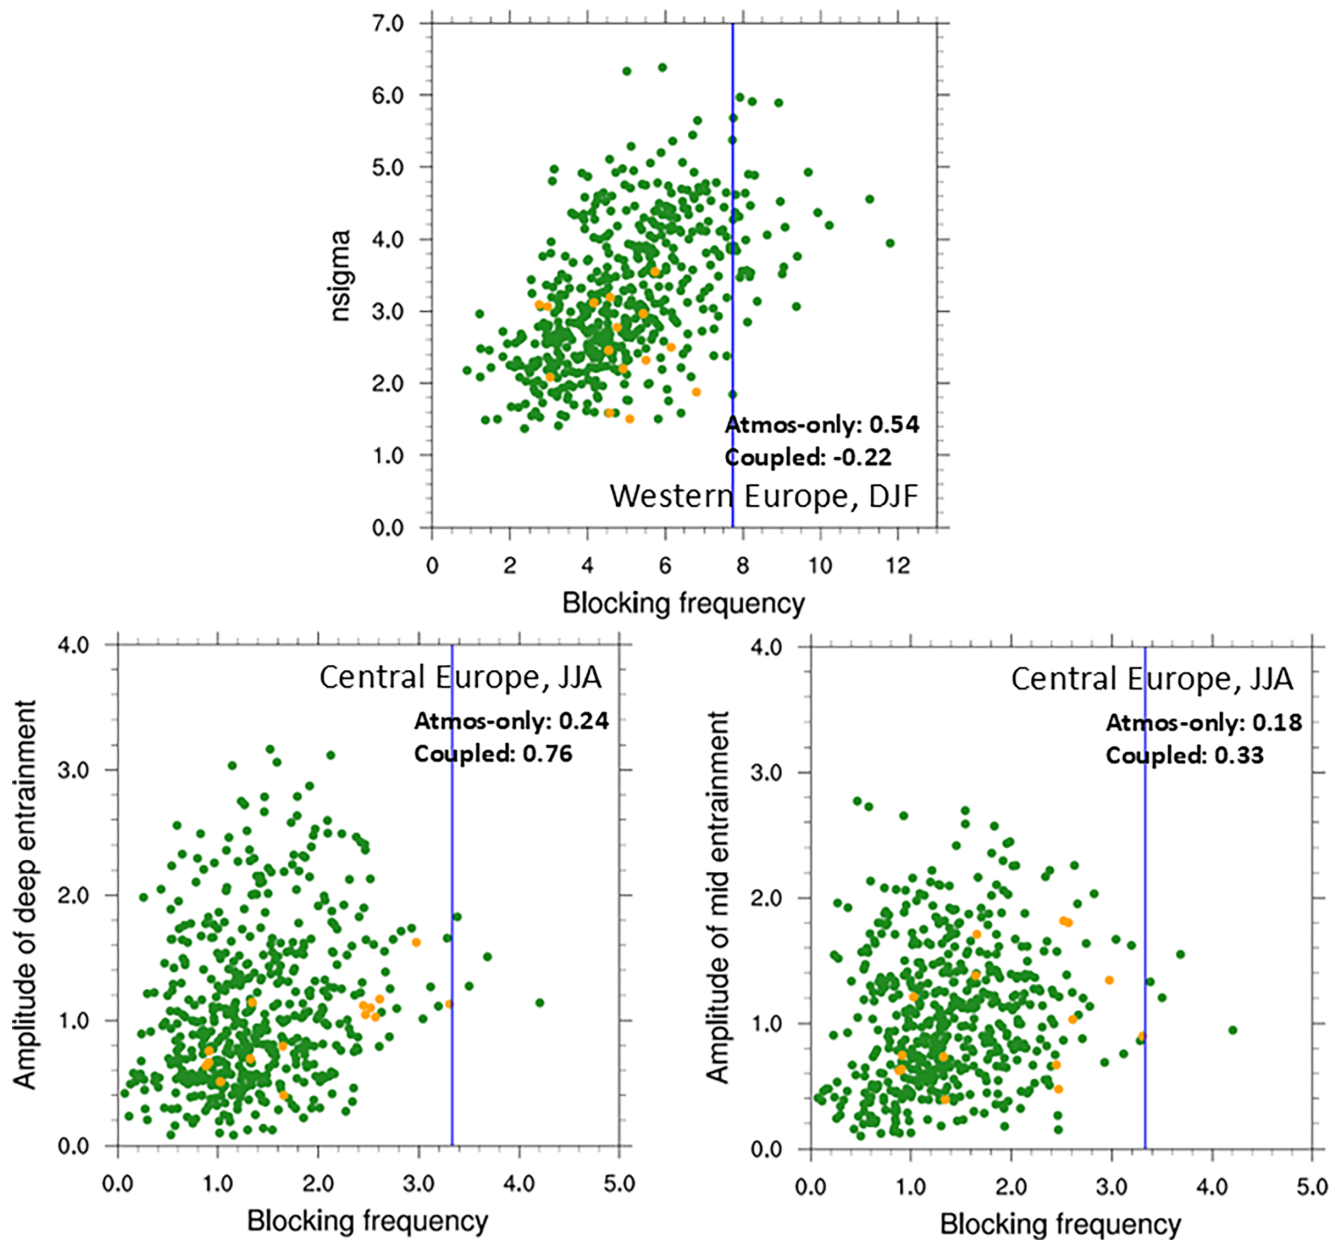 7.0
6.0
5.0
4.0
3.0
2.0
1.0
0.0
nsigma
Atmos-only: 0.54
Coupled: -0.22
Western Europe, DJF
0 2 4 6 8 10 12
Blocking frequency
4.0
3.0
2.0
1.0
0.0
Amplitude of deep entrainment
Central Europe, JJA
Atmos-only: 0.24
Coupled: 0.76
0.0 1.0 2.0 3.0 4.0 5.0
Blocking frequency
4.0
3.0
2.0
1.0
0.0
Amplitude of mid entrainment
Central Europe, JJA
Atmos-only: 0.18
Coupled: 0.33
0.0 1.0 2.0 3.0 4.0 5.0
Blocking frequency